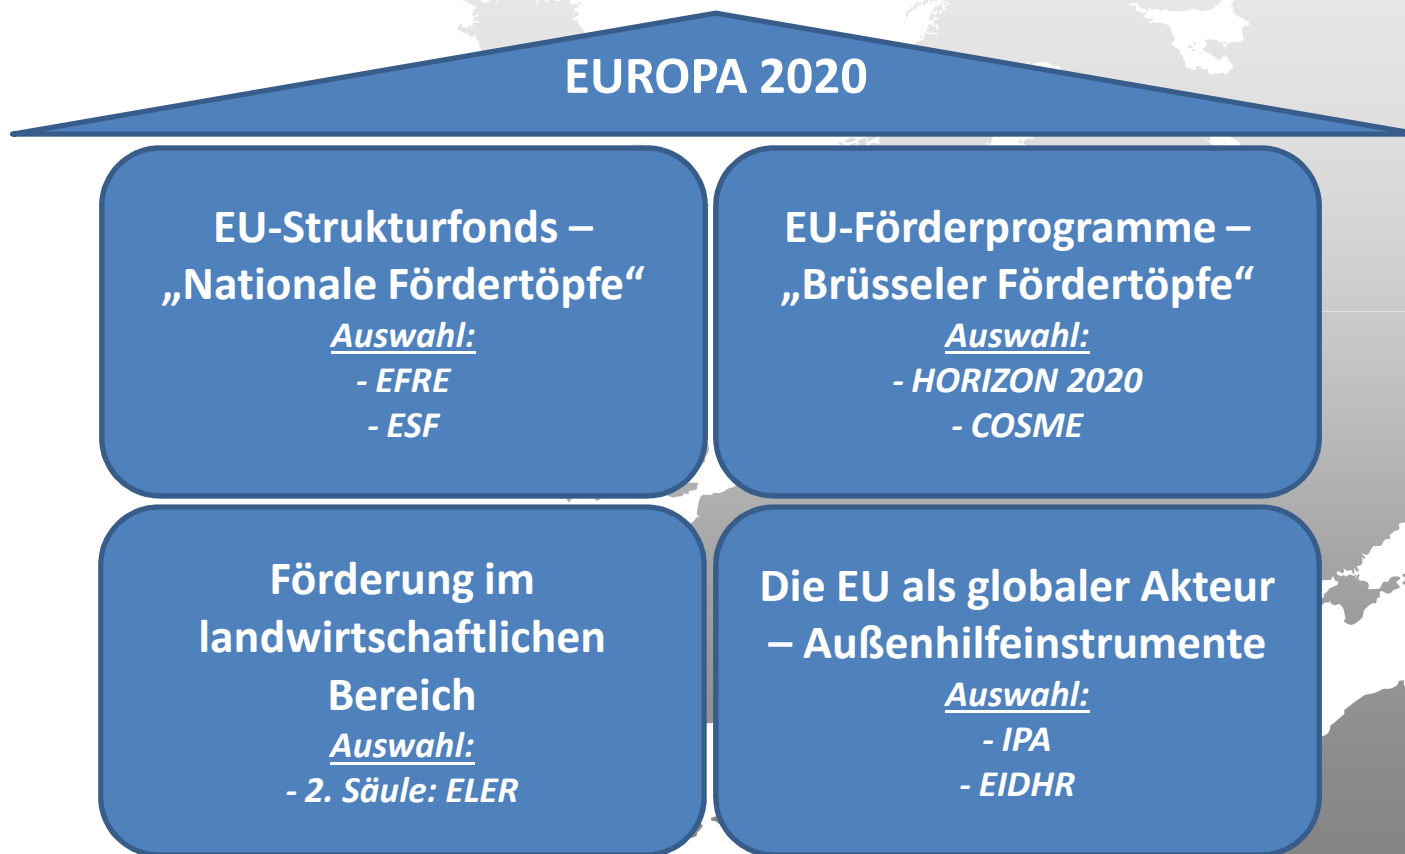 EUROPA 2020
EU-Strukturfonds –
„Nationale Fördertöpfe“
Auswahl:
- EFRE
- ESF
EU-Förderprogramme –
„Brüsseler Fördertöpfe“
Auswahl:
- HORIZON 2020
- COSME
Förderung im
landwirtschaftlichen
Bereich
Auswahl:
- 2. Säule: ELER
Die EU als globaler Akteur
– Außenhilfeinstrumente
Auswahl:
- IPA
- EIDHR